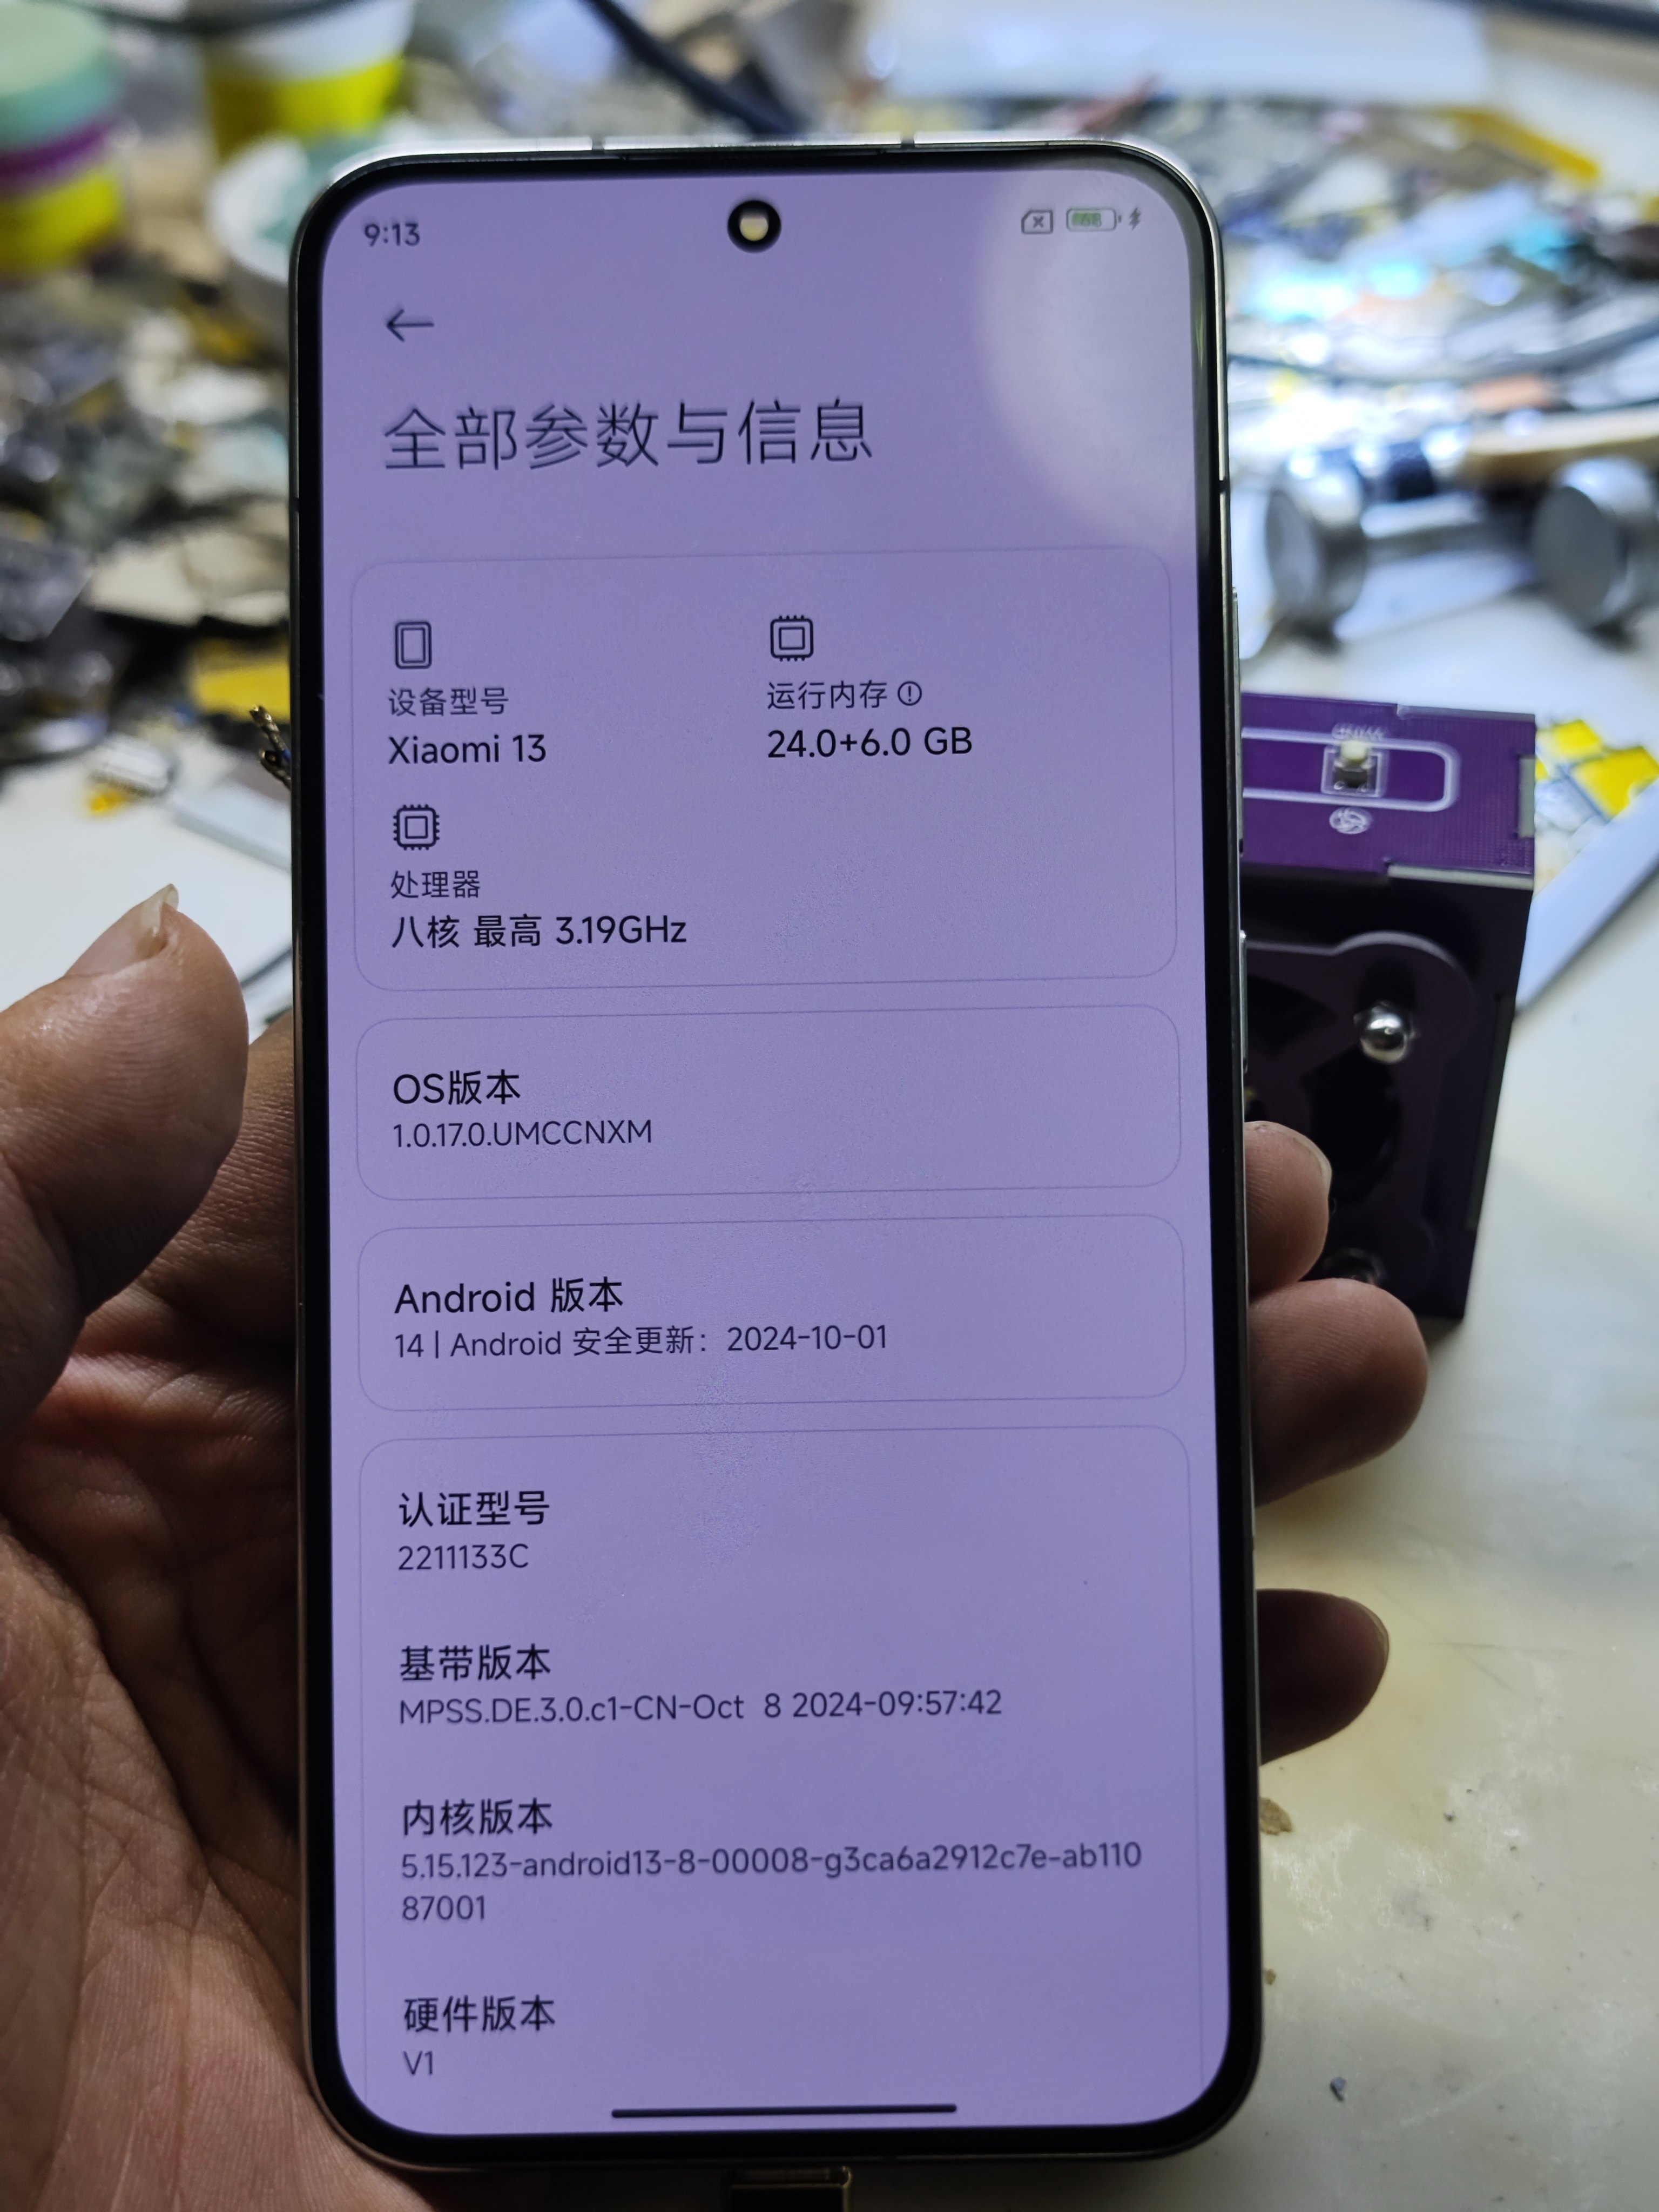 9:13
全部参数与信息
设备型号
Xiaomi 13
运行内存
24.0+6.0 GB
处理器
八核 最高 3.19GHz
OS版本
1.0.17.0.UMCCNXM
Android 版本
14 | Android 安全更新：2024-10-01
认证型号
2211133C
基带版本
MPSS.DE.3.0.c1-CN-Oct  8 2024-09:57:42
内核版本
5.15.123-android13-8-00008-g3ca6a2912c7e-ab110
87001
硬件版本
V1